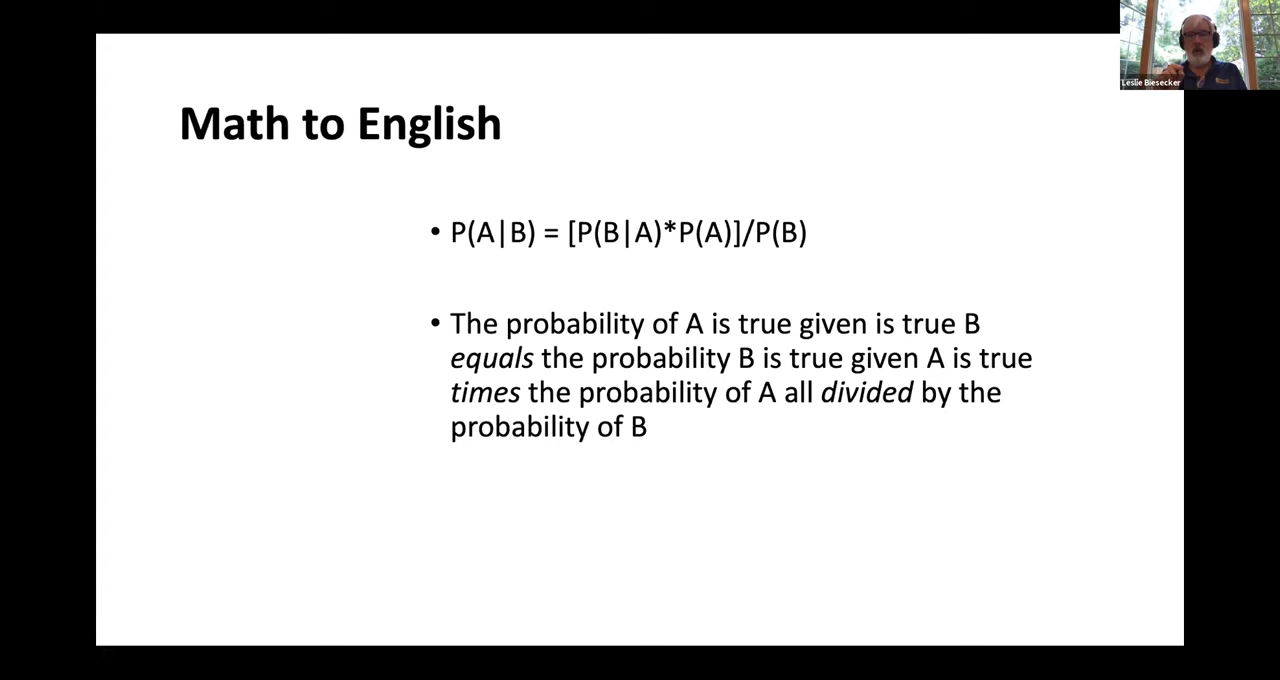 Leslie Biesecker
Math to English
• P(A|B) = [P(B|A)*P(A)]/P(B)
• The probability of A is true given is true B
equals the probability B is true given A is true
times the probability of A all divided by the
probability of B